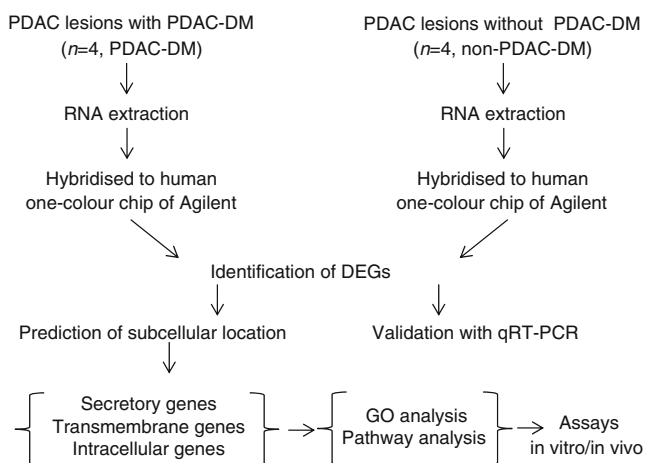 PDAC lesions with PDAC-DM
(n=4, PDAC-DM)
PDAC lesions without PDAC-DM
(n=4, non-PDAC-DM)
RNA extraction
RNA extraction
Hybridised to human
one-colour chip of Agilent
Hybridised to human
one-colour chip of Agilent
Identification of DEGs
Prediction of subcellular location
Validation with qRT-PCR
Secretory genes
Transmembrane genes
Intracellular genes
GO analysis
Pathway analysis
Assays
in vitro/in vivo